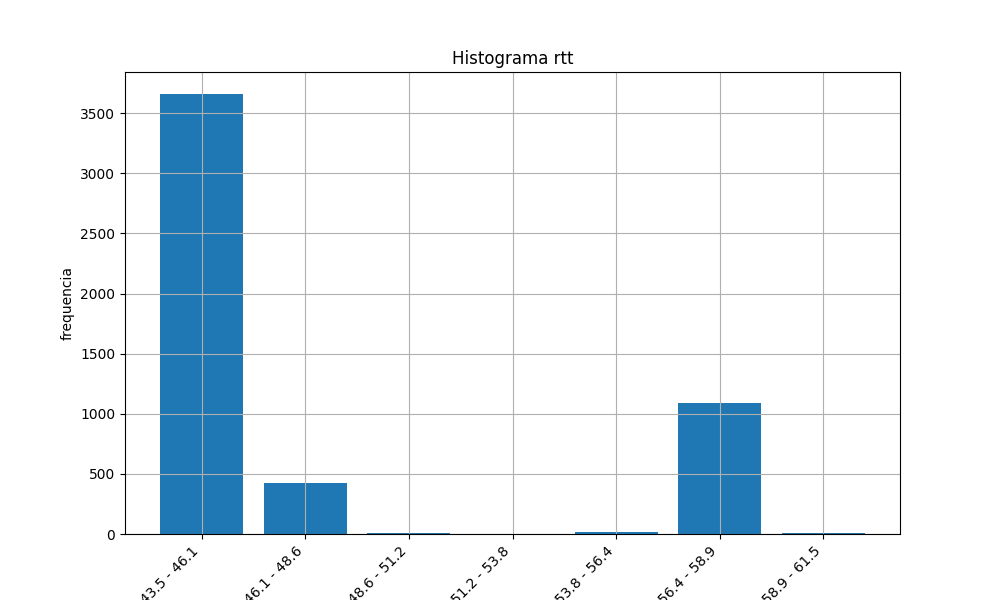 Histograma rtt
frequencia
3500
3000
2500
2000
1500
1000
500
0
43.5 - 46.1
46.1 - 48.6
48.6 - 51.2
51.2 - 53.8
53.8 - 56.4
56.4 - 58.9
58.9 - 61.5